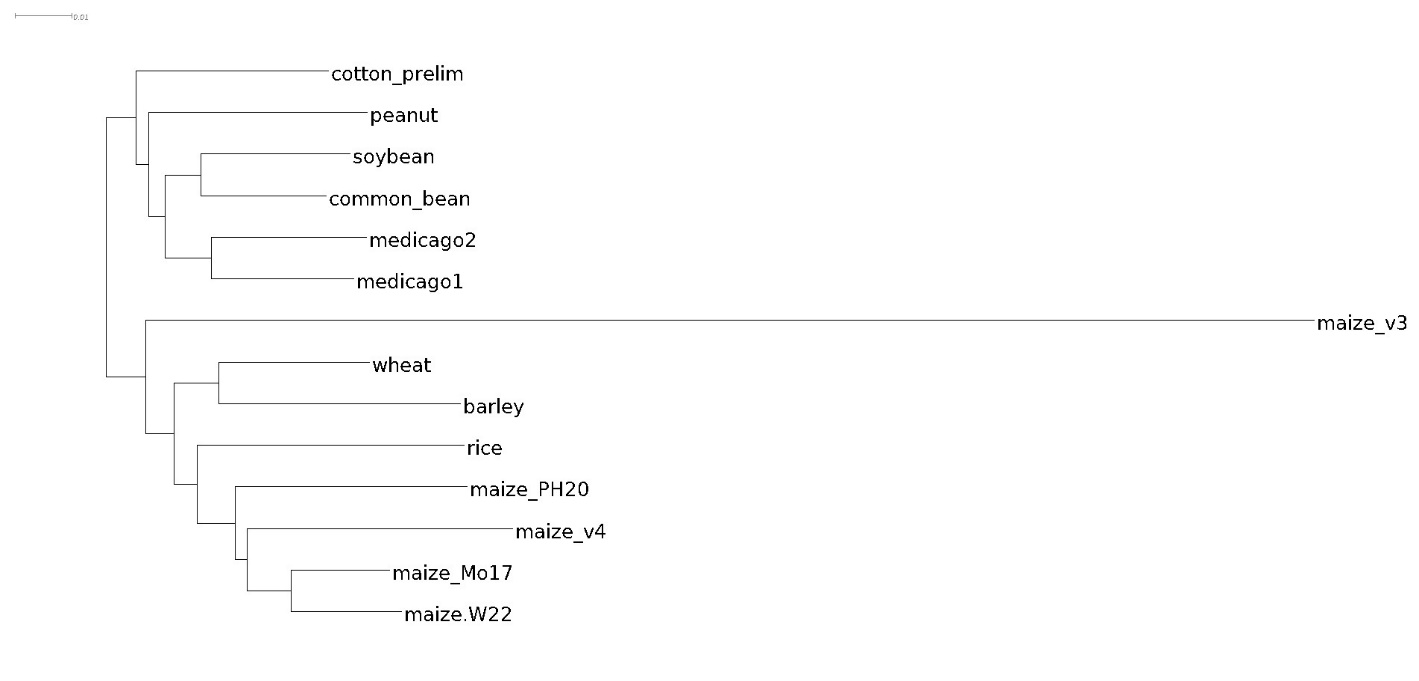 0.01
cotton_prelim
peanut
soybean
common_bean
medicago2
medicago1
maize_v3
wheat
barley
rice
maize_PH20
maize_v4
maize_Mo17
maize.W22